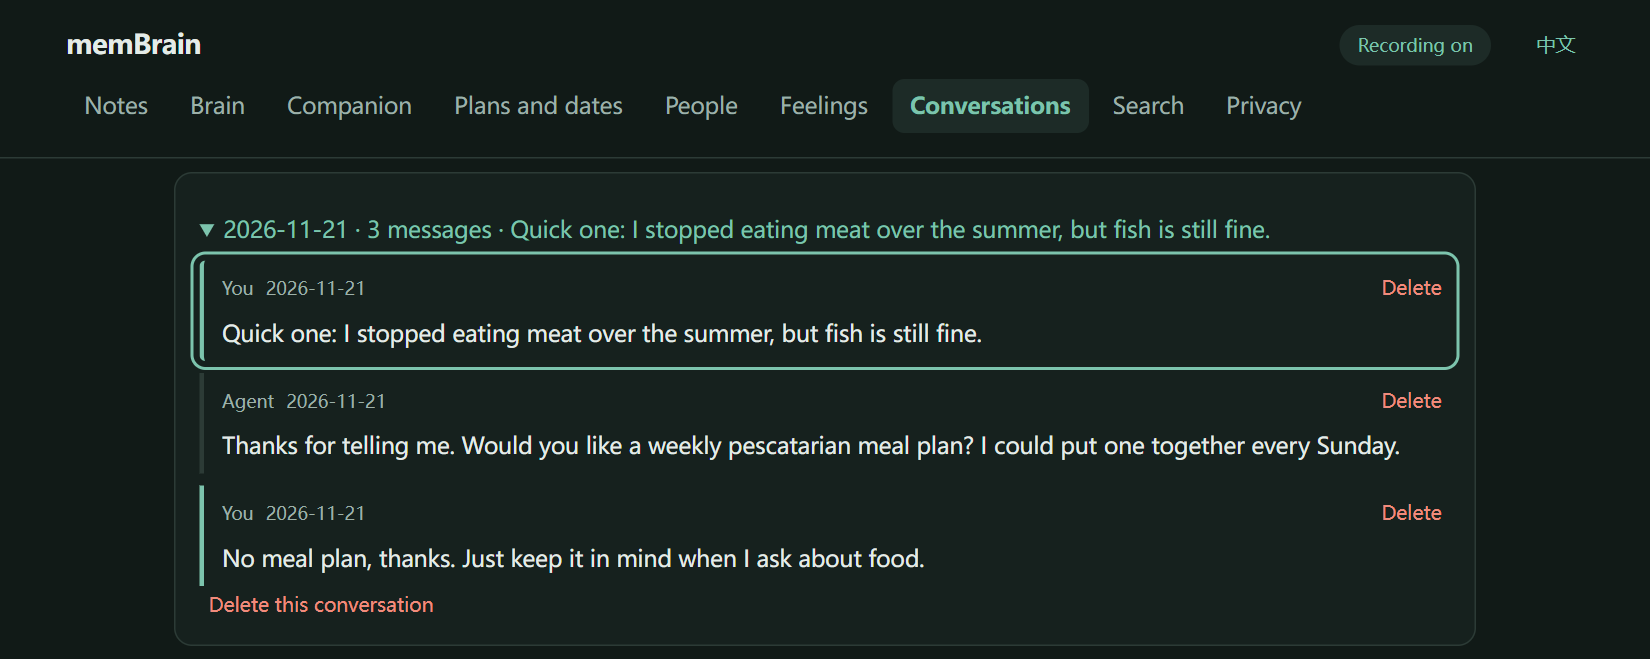 memBrain
Recording on
中文
Notes Brain Companion Plans and dates People Feelings Conversations Search Privacy
▼ 2026-11-21 · 3 messages · Quick one: I stopped eating meat over the summer, but fish is still fine.
You 2026-11-21 Delete
Quick one: I stopped eating meat over the summer, but fish is still fine.
Agent 2026-11-21 Delete
Thanks for telling me. Would you like a weekly pescatarian meal plan? I could put one together every Sunday.
You 2026-11-21 Delete
No meal plan, thanks. Just keep it in mind when I ask about food.
Delete this conversation